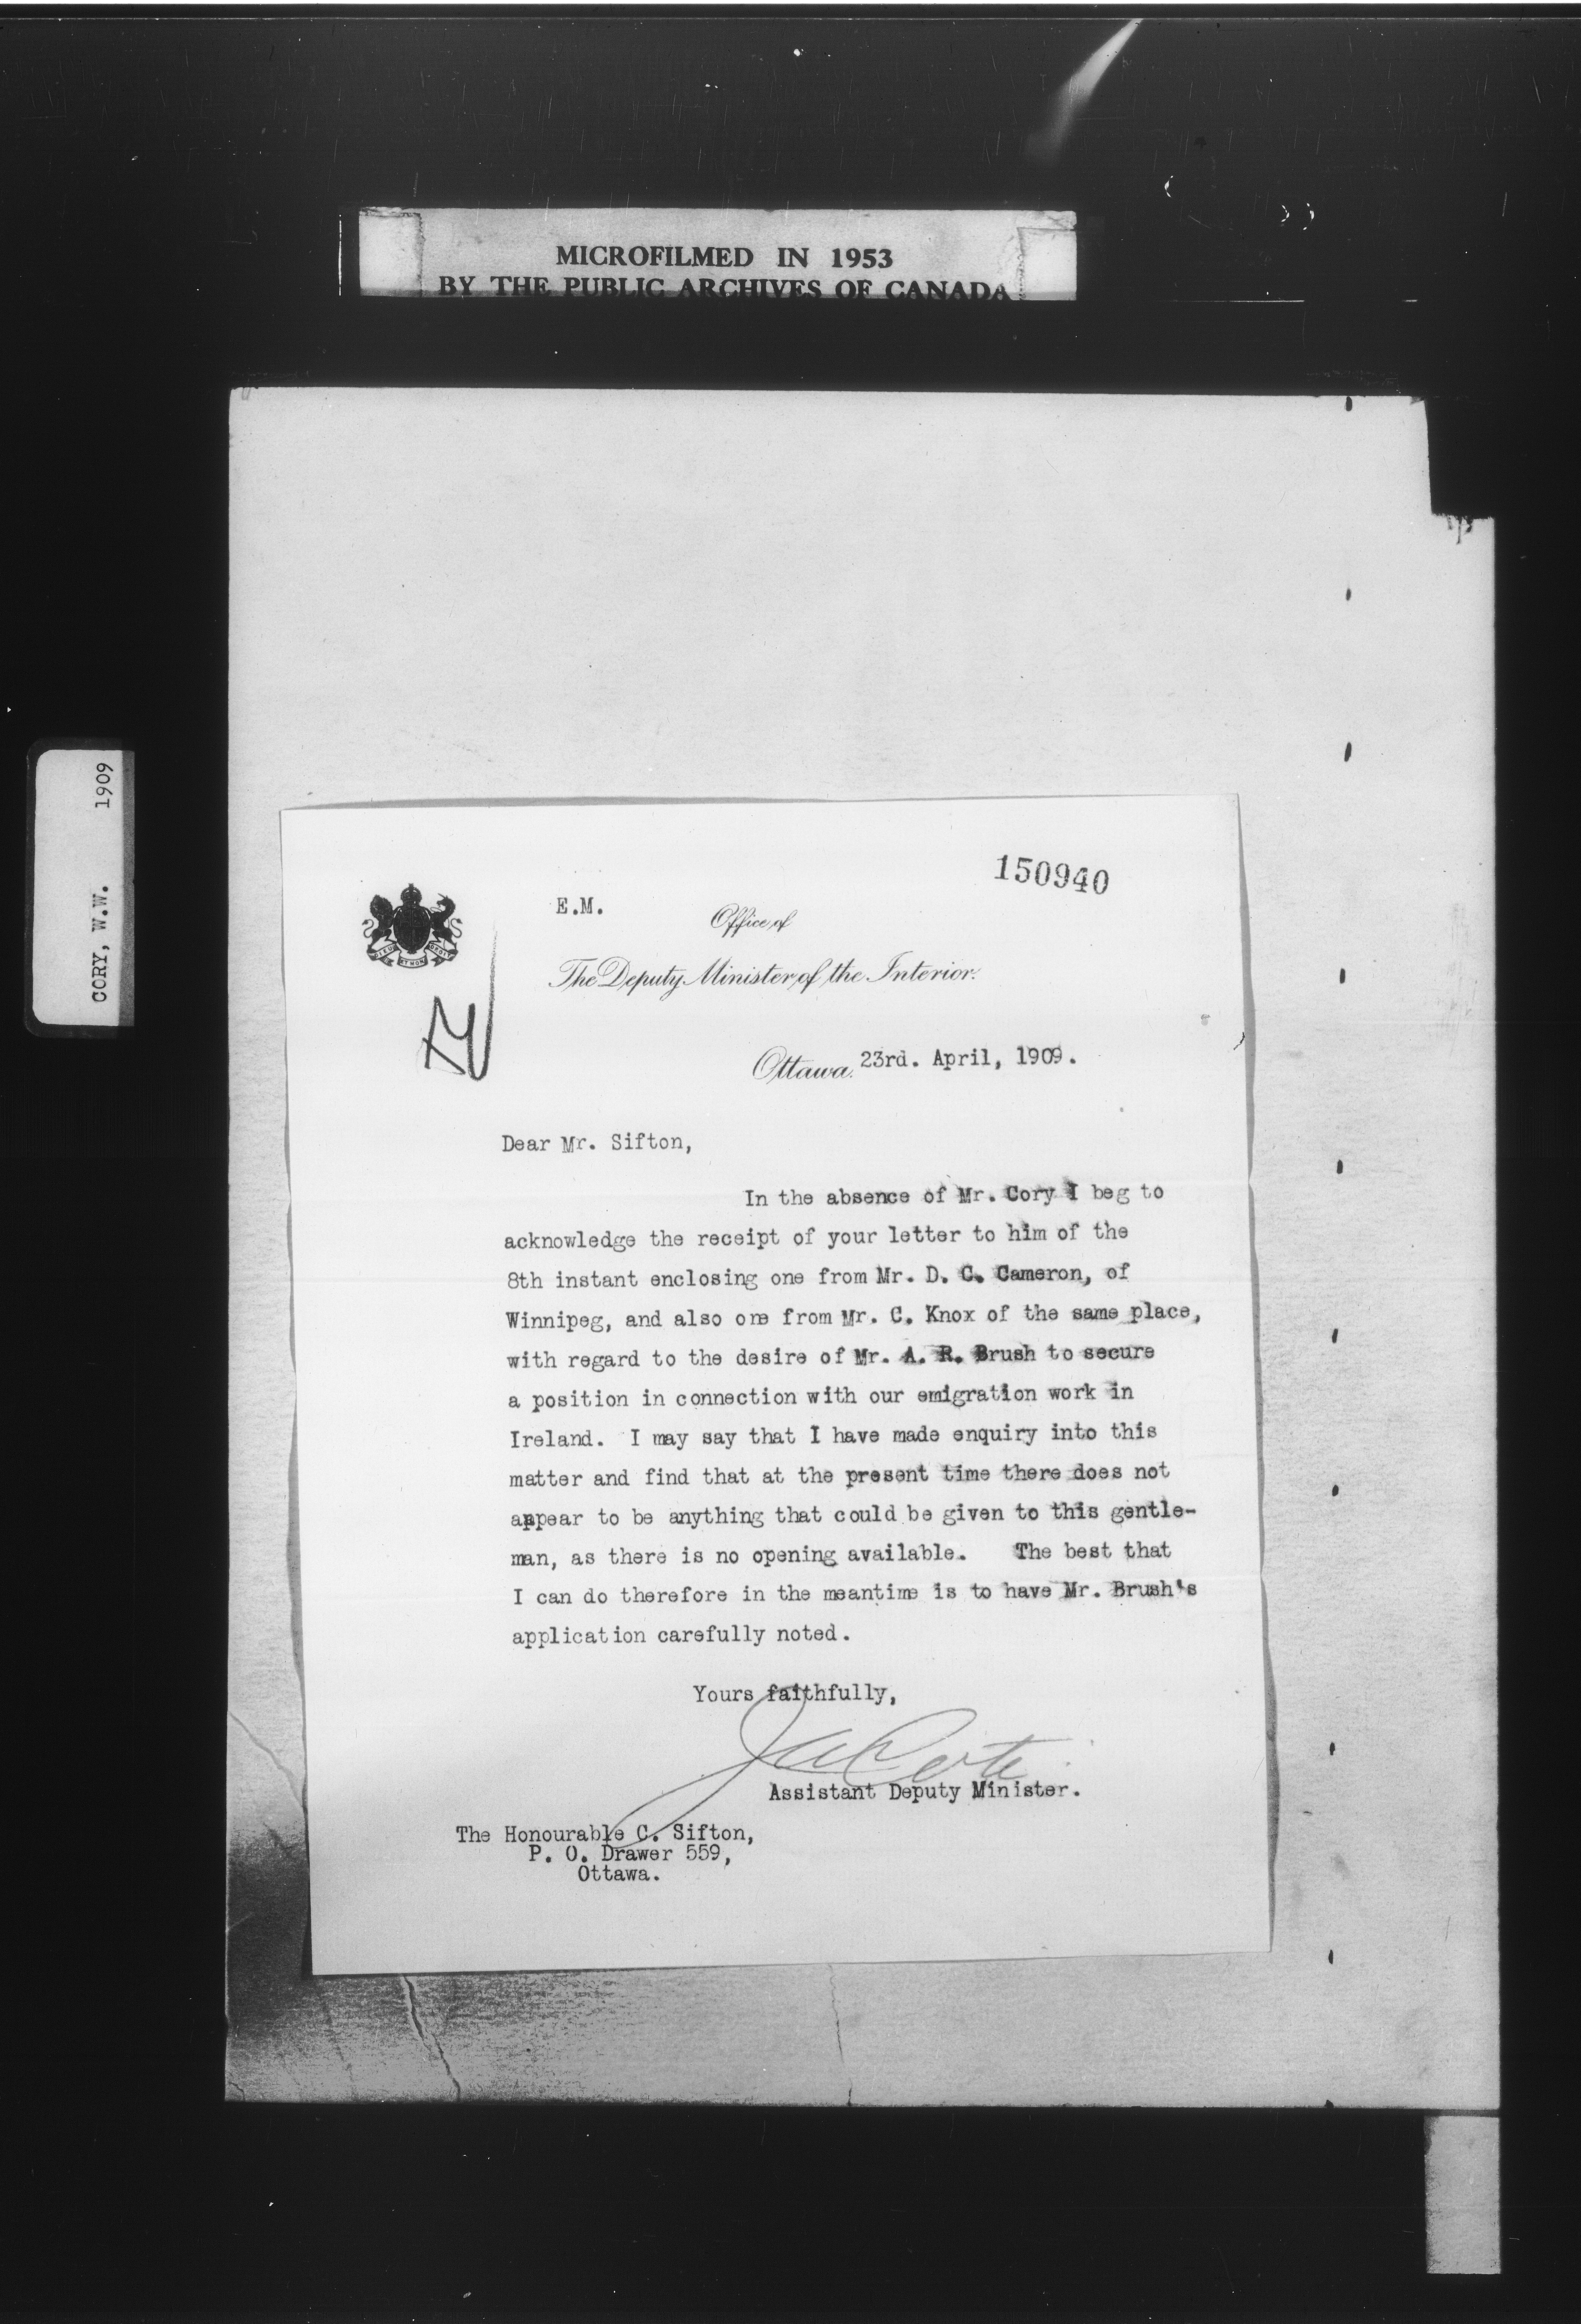 MICROFILMED IN 1953
BY THE PUBLIC ARCHIVES OF CANADA
CORY, W.W. 1909
150940
E.M.
Office of
The Deputy Minister of the Interior.
Ottawa. 23rd. April, 1909.
Dear Mr. Sifton,
In the absence of Mr. Cory I beg to
acknowledge the receipt of your letter to him of the
8th instant enclosing one from Mr. D. C. Cameron, of
Winnipeg, and also one from Mr. C. Knox of the same place,
with regard to the desire of Mr. A. R. Brush to secure
a position in connection with our emigration work in
Ireland. I may say that I have made enquiry into this
matter and find that at the present time there does not
appear to be anything that could be given to this gentle-
man, as there is no opening available. The best that
I can do therefore in the meantime is to have Mr. Brush's
application carefully noted.
Yours faithfully,
Assistant Deputy Minister.
The Honourable C. Sifton,
P. O. Drawer 559,
Ottawa.